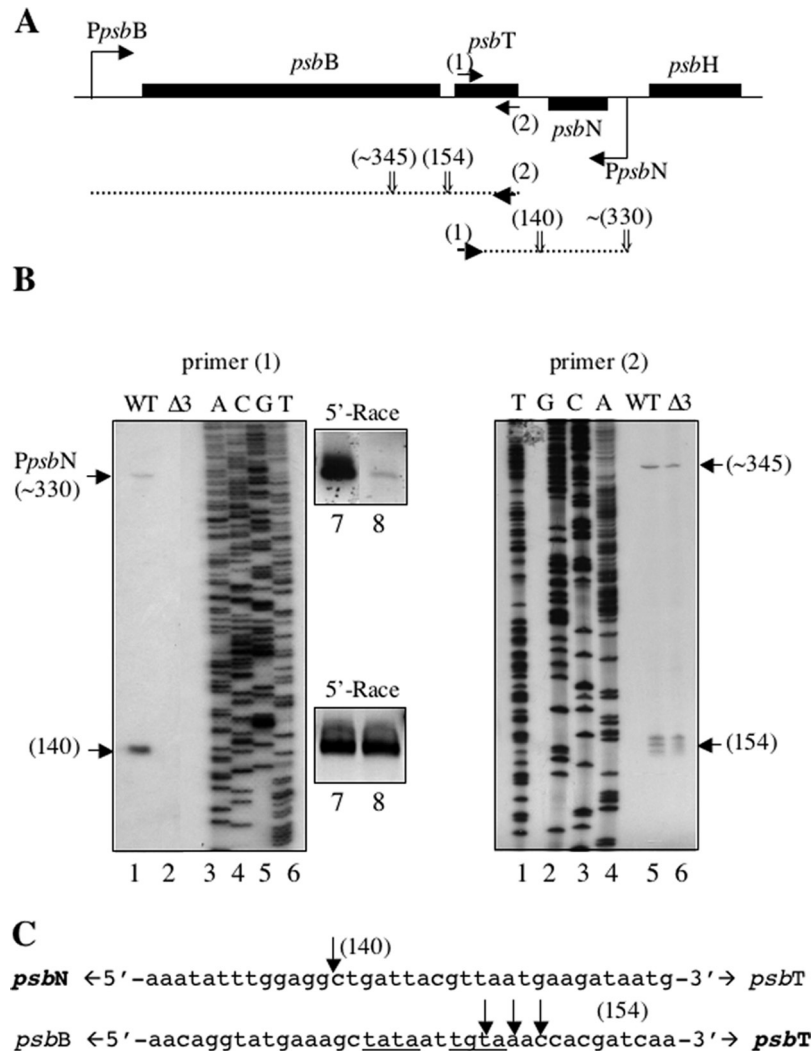 A
PpsbB
psbB
(1)
psbT
psbH
(2)
psbN
PpsbN
(~345) (154)
(2)
(140) ~(330)
(1)
B
primer (1)
WT Δ3 A C G T
PpsbN
(~330)
(140)
1 2 3 4 5 6
5’-Race
7 8
5’-Race
7 8
primer (2)
T G C A WT Δ3
(~345)
(154)
1 2 3 4 5 6
C
(140)
psbN ←5’-aaatatttggaggctgattacgttaatgaagataatg-3’→ psbT
(154)
psbB ←5’-aacaggtatgaaagctataattgtaaaccacgatcaa-3’→ psbT